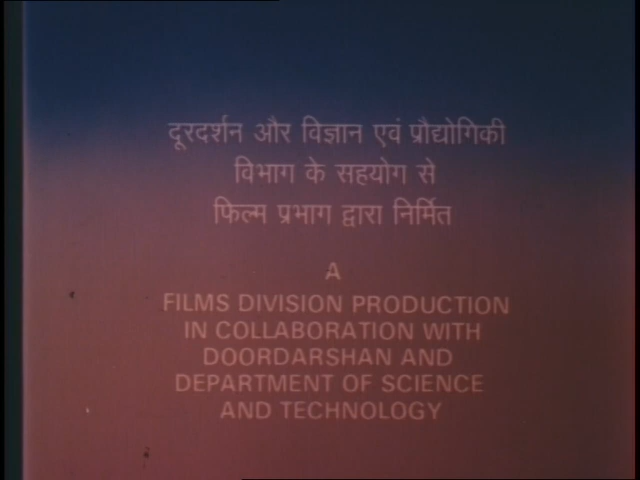 दूरदर्शन और विज्ञान एवं प्रौद्योगिकी
विभाग के सहयोग से
फिल्म प्रभाग द्वारा निर्मित
A
FILMS DIVISION PRODUCTION
IN COLLABORATION WITH
DOORDARSHAN AND
DEPARTMENT OF SCIENCE
AND TECHNOLOGY